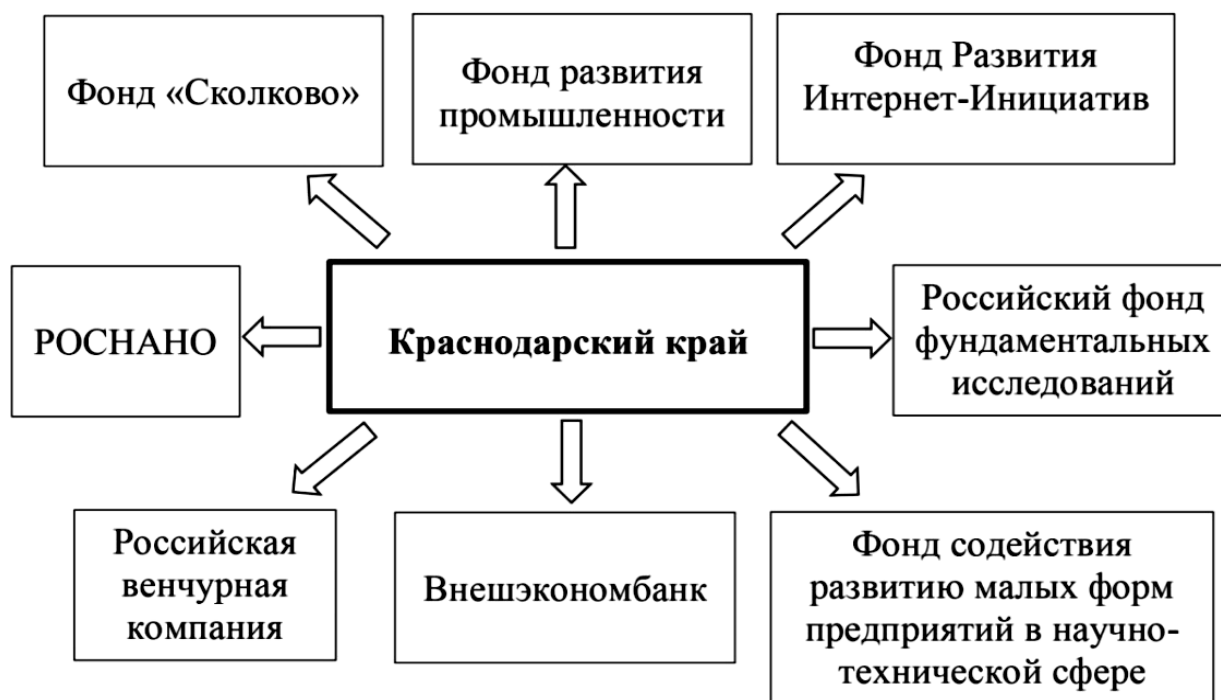 Фонд «Сколково»
Фонд развития
промышленности
Фонд Развития
Интернет-Инициатив
РОСНАНО
Краснодарский край
Российский фонд
фундаментальных
исследований
Российская
венчурная
компания
Внешэкономбанк
Фонд содействия
развитию малых форм
предприятий в научно-
технической сфере